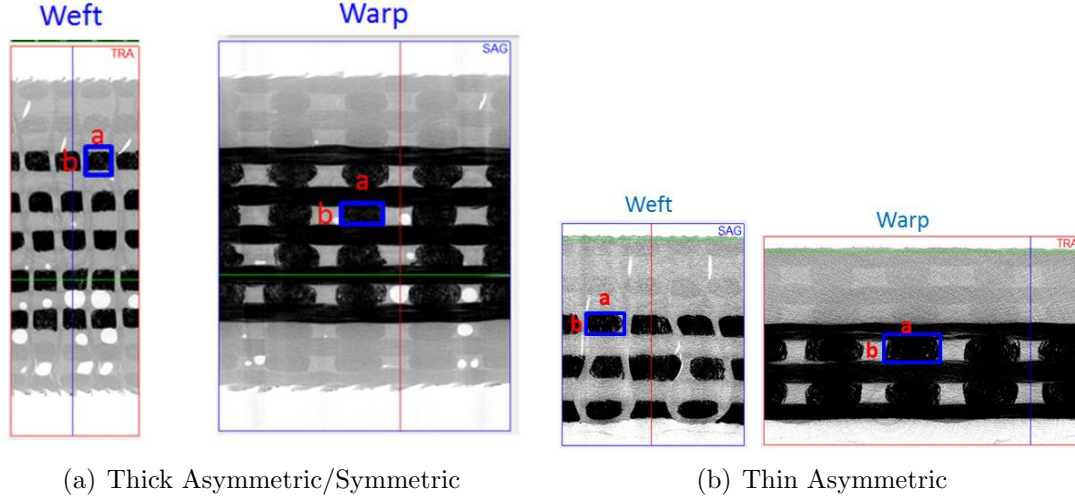 Weft
Warp
TRA
SAG
a
b
a
b
Weft
Warp
SAG
TRA
a
b
a
b
(a) Thick Asymmetric/Symmetric
(b) Thin Asymmetric